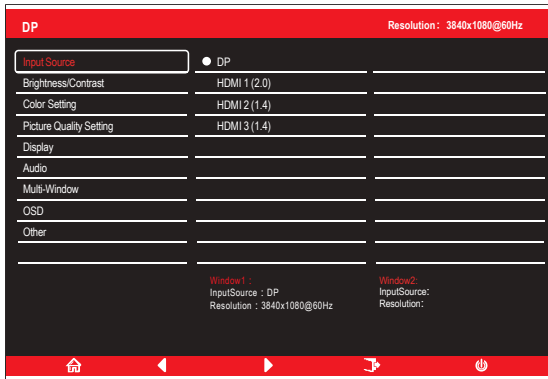 DP
Resolution: 3840x1080@60Hz
Input Source
DP
Brightness/Contrast
HDMI 1 (2.0)
Color Setting
HDMI 2 (1.4)
Picture Quality Setting
HDMI 3 (1.4)
Display
Audio
Multi-Window
OSD
Other
Window1 :
InputSource : DP
Resolution : 3840x1080@60Hz
Window2:
InputSource:
Resolution: